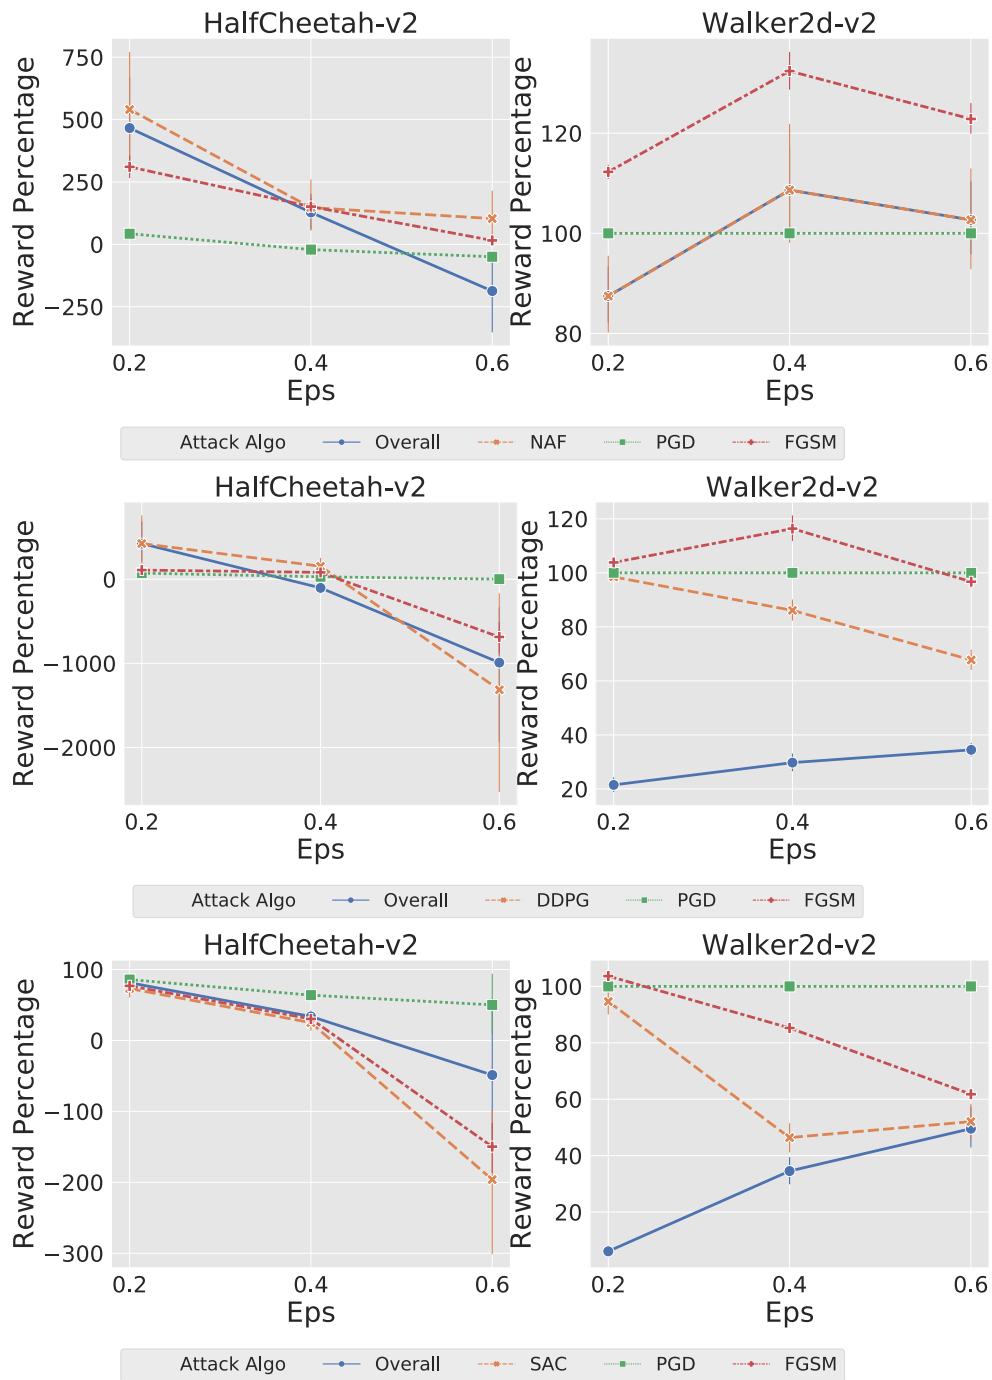 HalfCheetah-v2
Walker2d-v2
Reward Percentage
750
500
250
0
−250
0.2
0.4
0.6
Eps
Reward Percentage
120
100
80
0.2
0.4
0.6
Eps
Attack Algo Overall NAF PGD FGSM
HalfCheetah-v2
Walker2d-v2
Reward Percentage
0
−1000
−2000
0.2
0.4
0.6
Eps
Reward Percentage
120
100
80
60
40
20
0.2
0.4
0.6
Eps
Attack Algo Overall DDPG PGD FGSM
HalfCheetah-v2
Walker2d-v2
Reward Percentage
100
0
−100
−200
−300
0.2
0.4
0.6
Eps
Reward Percentage
100
80
60
40
20
0.2
0.4
0.6
Eps
Attack Algo Overall SAC PGD FGSM